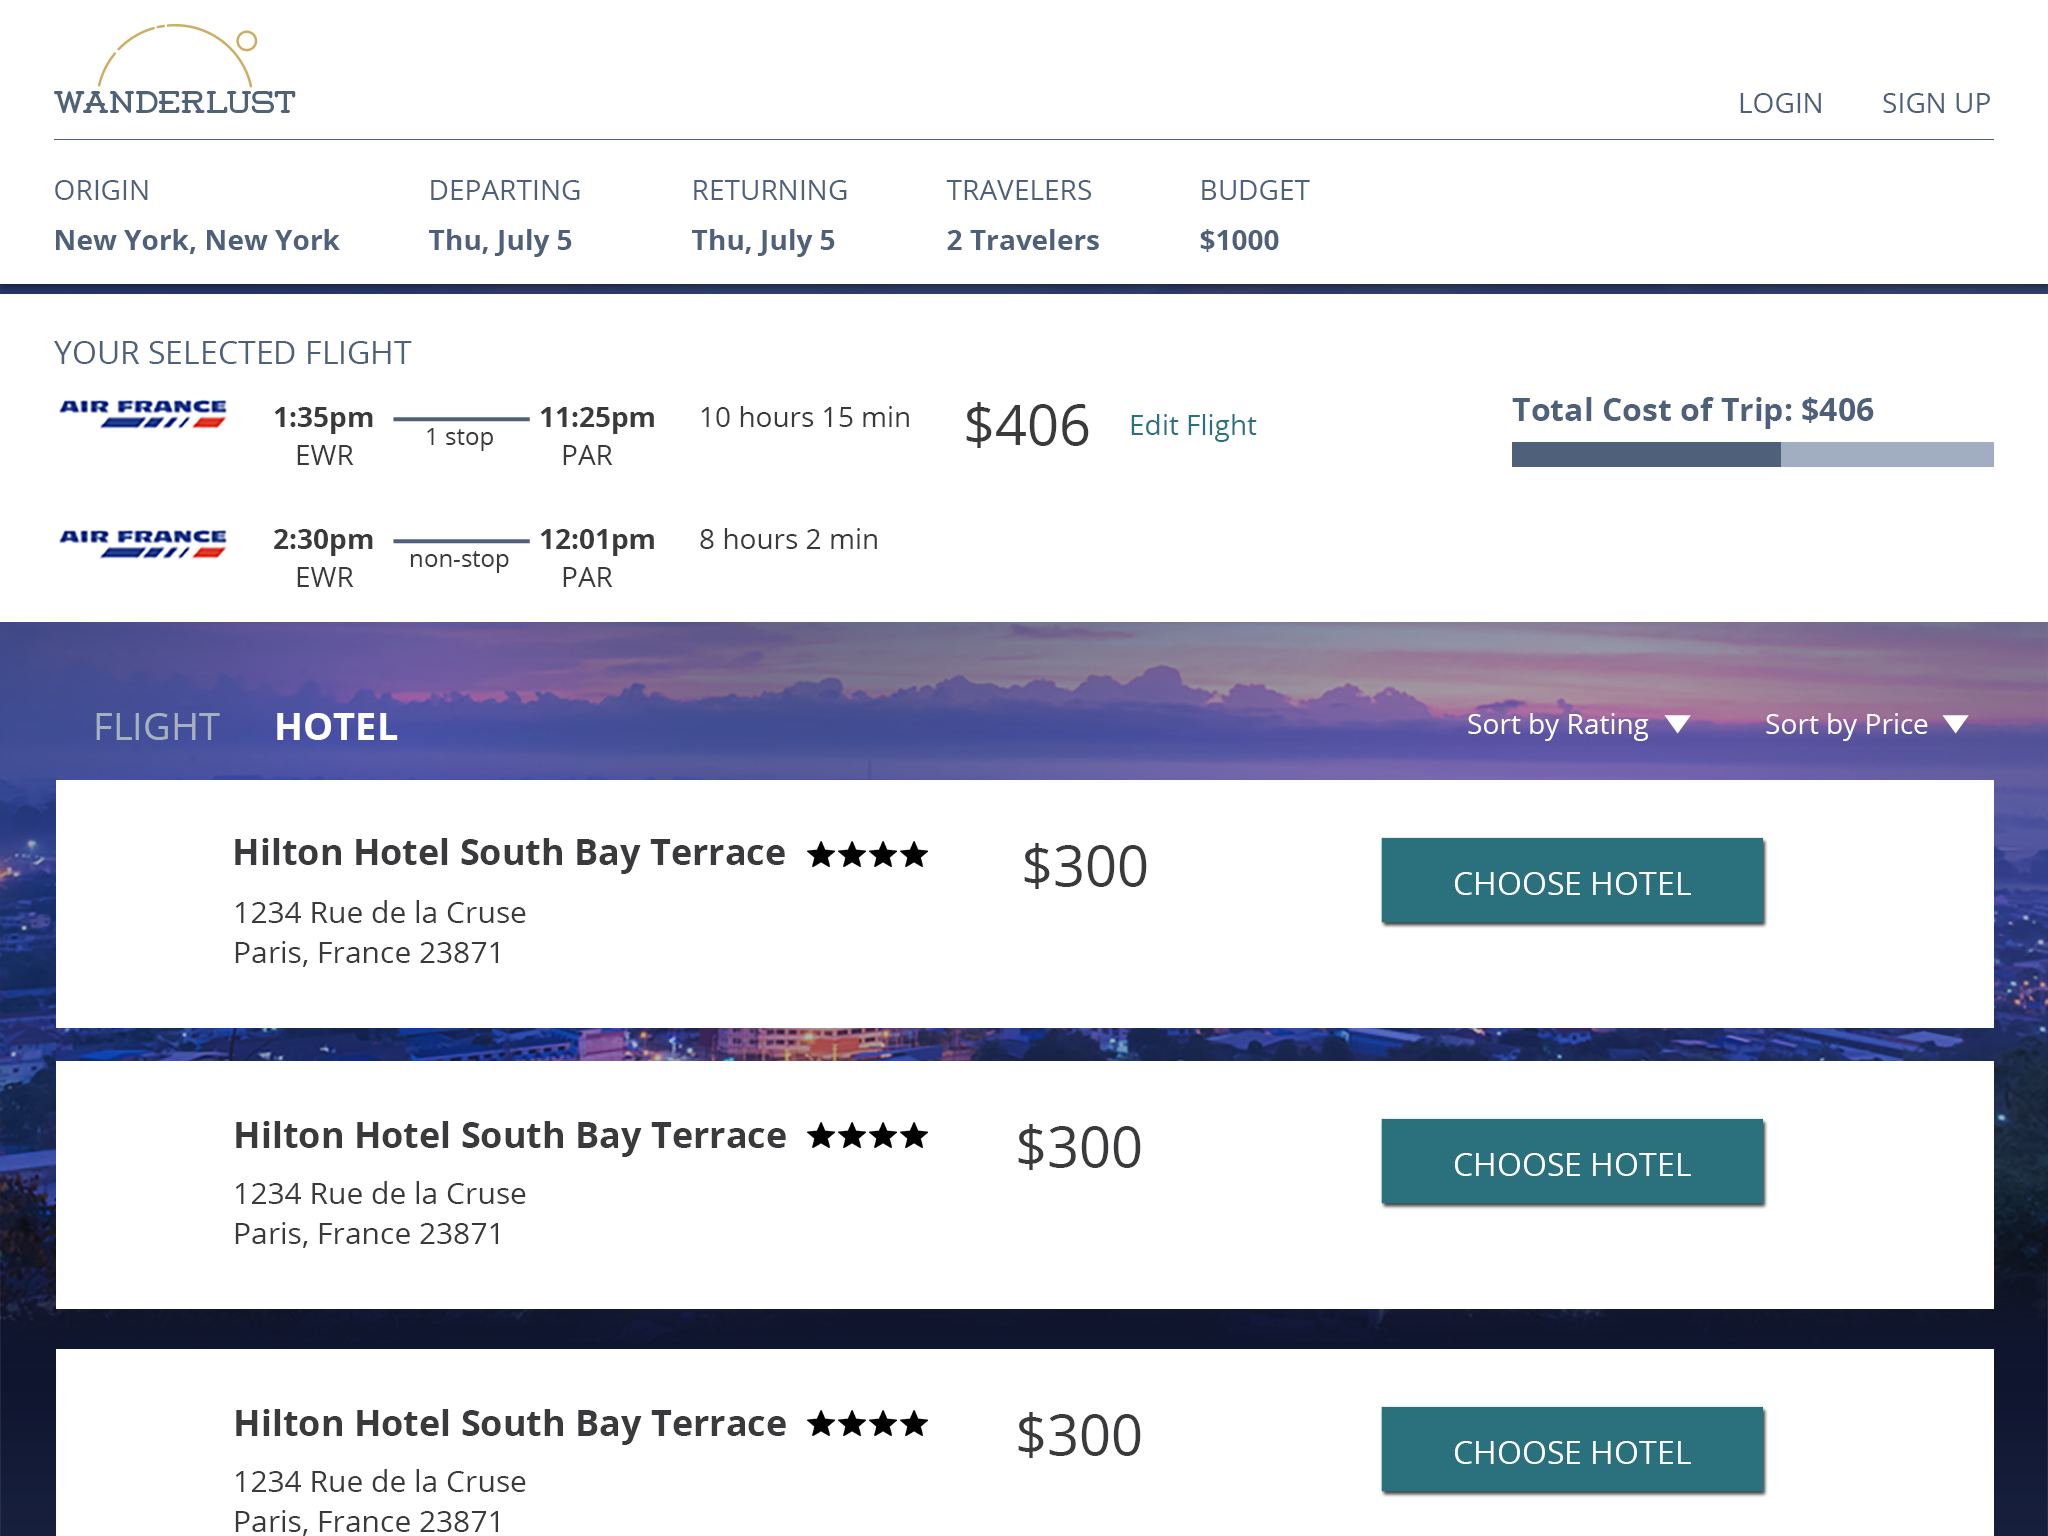 WANDERLUST
LOGIN SIGN UP
ORIGIN DEPARTING RETURNING TRAVELERS BUDGET
New York, New York Thu, July 5 Thu, July 5 2 Travelers $1000
YOUR SELECTED FLIGHT
AIR FRANCE 1:35pm 1 stop 11:25pm 10 hours 15 min $406 Edit Flight Total Cost of Trip: $406
EWR PAR
AIR FRANCE 2:30pm non-stop 12:01pm 8 hours 2 min
EWR PAR
FLIGHT HOTEL Sort by Rating Sort by Price
Hilton Hotel South Bay Terrace $300 CHOOSE HOTEL
1234 Rue de la Cruse
Paris, France 23871
Hilton Hotel South Bay Terrace $300 CHOOSE HOTEL
1234 Rue de la Cruse
Paris, France 23871
Hilton Hotel South Bay Terrace $300 CHOOSE HOTEL
1234 Rue de la Cruse
Paris, France 23871